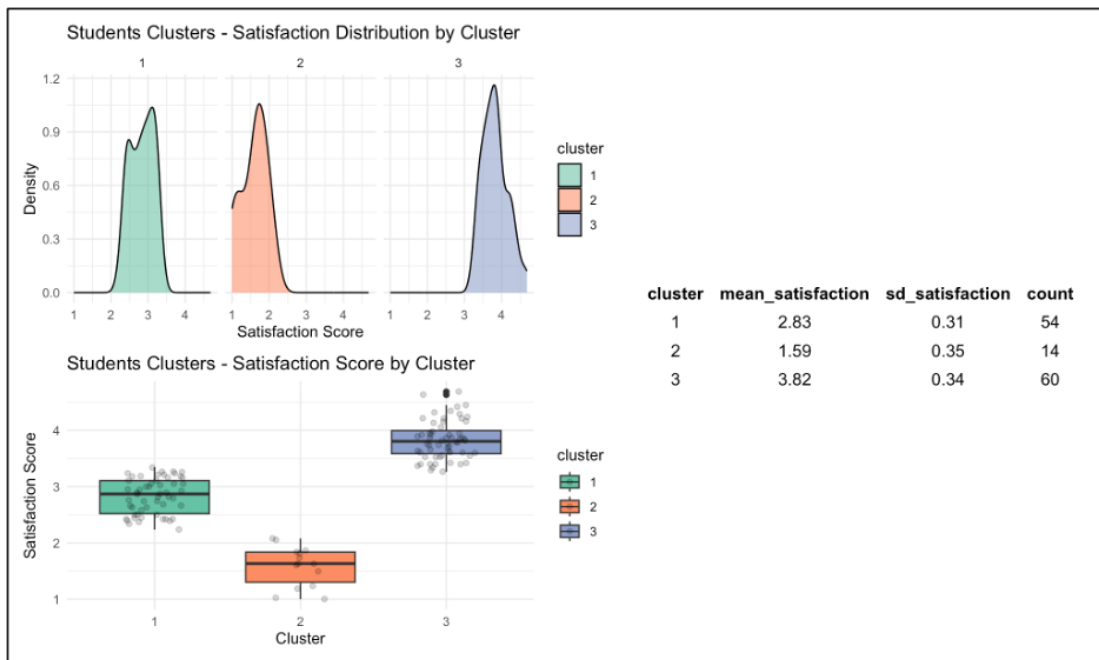 Students Clusters - Satisfaction Distribution by Cluster
1 2 3
1.2
0.9
0.6
0.3
0.0
Density
1 2 3 4 1 2 3 4 1 2 3 4
Satisfaction Score
cluster
1
2
3
Students Clusters - Satisfaction Score by Cluster
4
3
2
1
Satisfaction Score
1 2 3
Cluster
cluster
1
2
3
cluster mean_satisfaction sd_satisfaction count
1 2.83 0.31 54
2 1.59 0.35 14
3 3.82 0.34 60